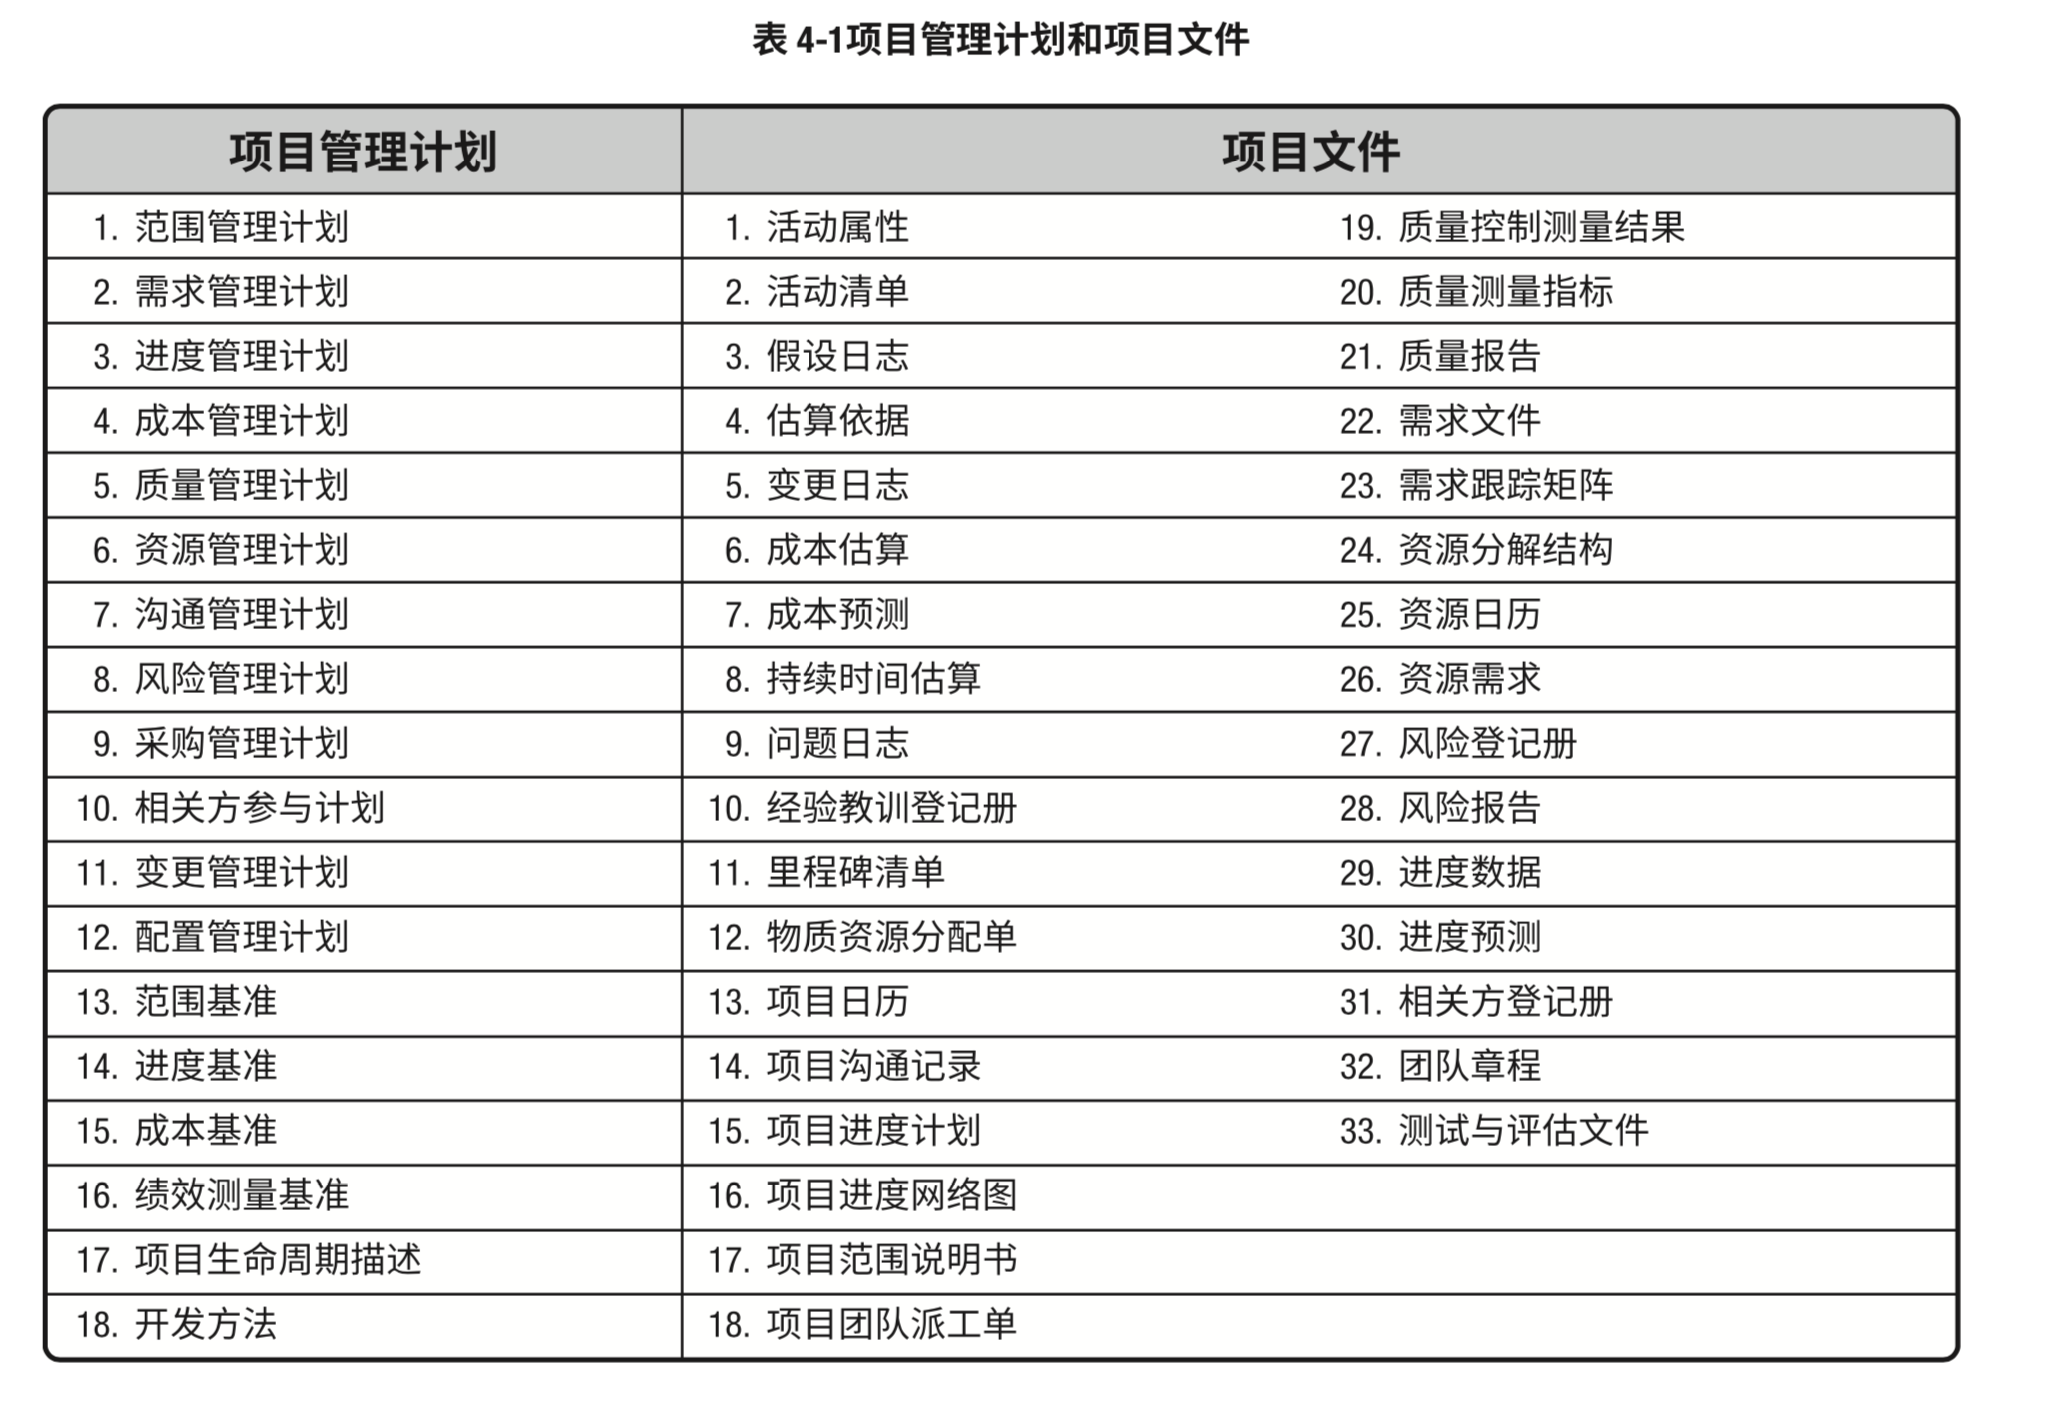 表 4-1项目管理计划和项目文件
项目管理计划 项目文件
1. 范围管理计划 1. 活动属性 19. 质量控制测量结果
2. 需求管理计划 2. 活动清单 20. 质量测量指标
3. 进度管理计划 3. 假设日志 21. 质量报告
4. 成本管理计划 4. 估算依据 22. 需求文件
5. 质量管理计划 5. 变更日志 23. 需求跟踪矩阵
6. 资源管理计划 6. 成本估算 24. 资源分解结构
7. 沟通管理计划 7. 成本预测 25. 资源日历
8. 风险管理计划 8. 持续时间估算 26. 资源需求
9. 采购管理计划 9. 问题日志 27. 风险登记册
10. 相关方参与计划 10. 经验教训登记册 28. 风险报告
11. 变更管理计划 11. 里程碑清单 29. 进度数据
12. 配置管理计划 12. 物质资源分配单 30. 进度预测
13. 范围基准 13. 项目日历 31. 相关方登记册
14. 进度基准 14. 项目沟通记录 32. 团队章程
15. 成本基准 15. 项目进度计划 33. 测试与评估文件
16. 绩效测量基准 16. 项目进度网络图
17. 项目生命周期描述 17. 项目范围说明书
18. 开发方法 18. 项目团队派工单